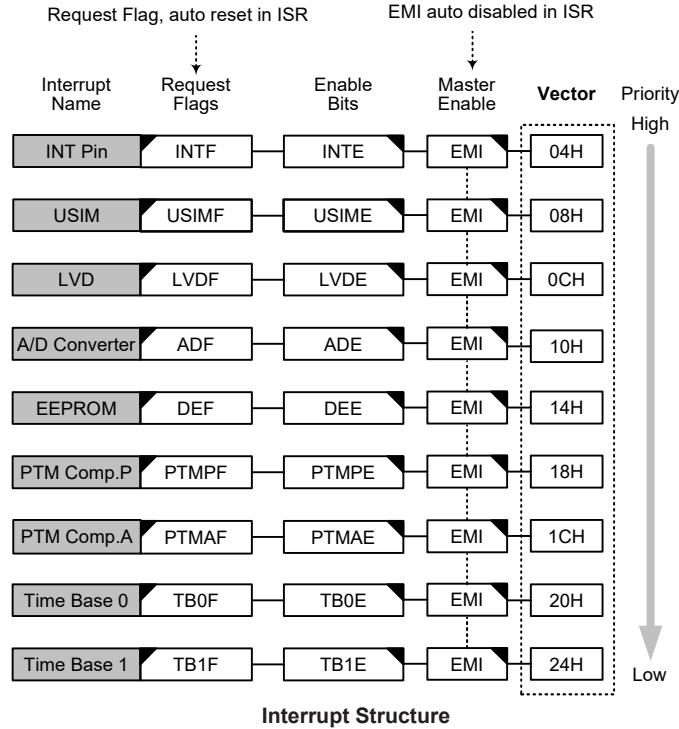 Request Flag, auto reset in ISR
EMI auto disabled in ISR
Interrupt Name
Request Flags
Enable Bits
Master Enable
Vector
Priority
High
INT Pin INTF INTE EMI 04H
USIM USIMF USIME EMI 08H
LVD LVDF LVDE EMI 0CH
A/D Converter ADF ADE EMI 10H
EEPROM DEF DEE EMI 14H
PTM Comp.P PTMPF PTMPE EMI 18H
PTM Comp.A PTMAF PTMAE EMI 1CH
Time Base 0 TB0F TB0E EMI 20H
Time Base 1 TB1F TB1E EMI 24H
Low
Interrupt Structure